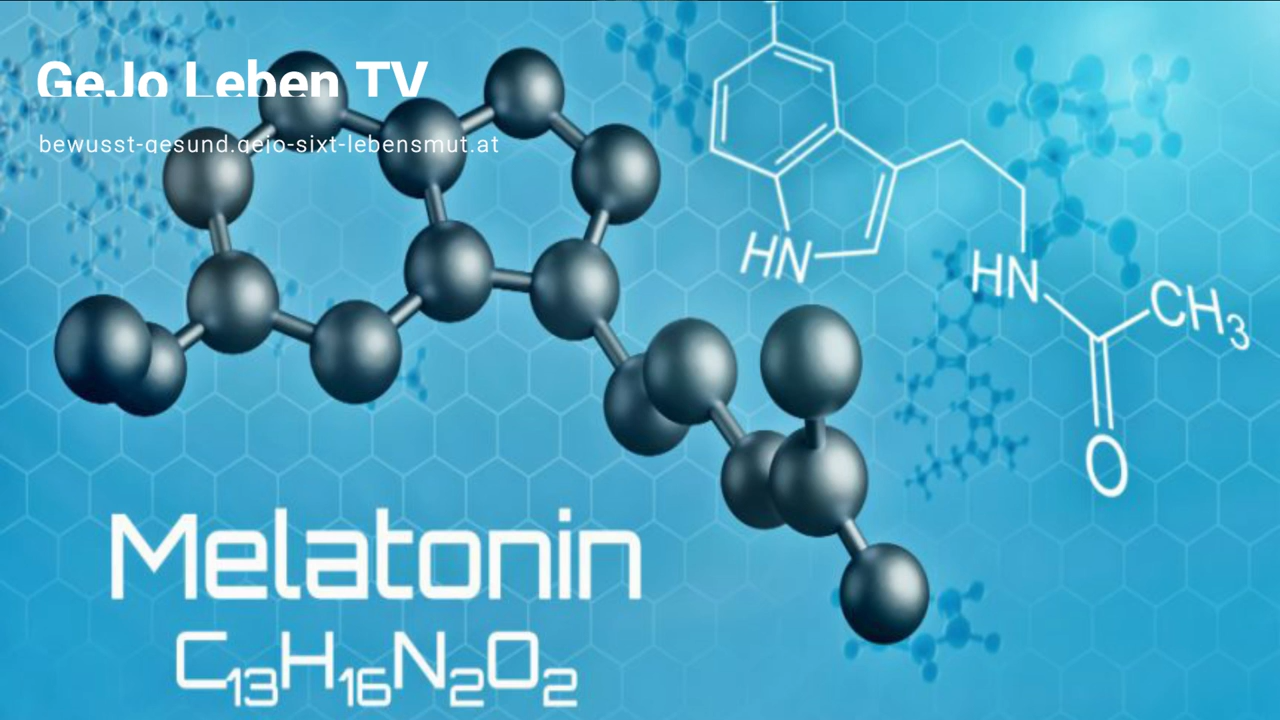 GeJo Leben TV
bewusst-gesund.gejo-sixt-lebensmut.at
HN
HN
CH₃
O
Melatonin
C₁₃H₁₆N₂O₂